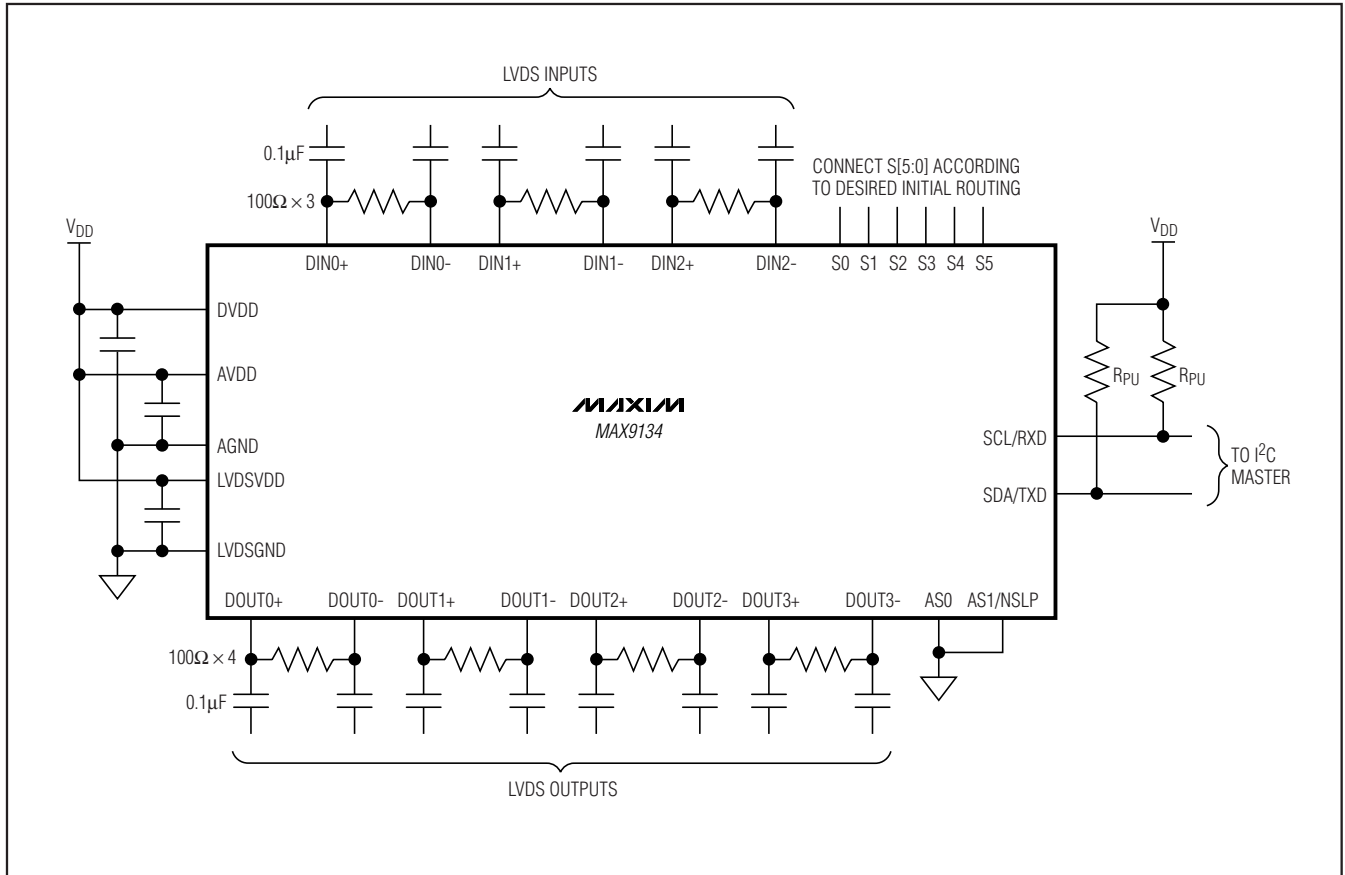 LVDS INPUTS
0.1µF
CONNECT S[5:0] ACCORDING
TO DESIRED INITIAL ROUTING
100Ω × 3
VDD
VDD
DIN0+ DIN0- DIN1+ DIN1- DIN2+ DIN2- S0 S1 S2 S3 S4 S5
DVDD
AVDD
RPU RPU
MAXIM
MAX9134
AGND
SCL/RXD
TO I²C
MASTER
LVDSVDD
SDA/TXD
LVDSGND
DOUT0+ DOUT0- DOUT1+ DOUT1- DOUT2+ DOUT2- DOUT3+ DOUT3- AS0 AS1/NSLP
100Ω × 4
0.1µF
LVDS OUTPUTS